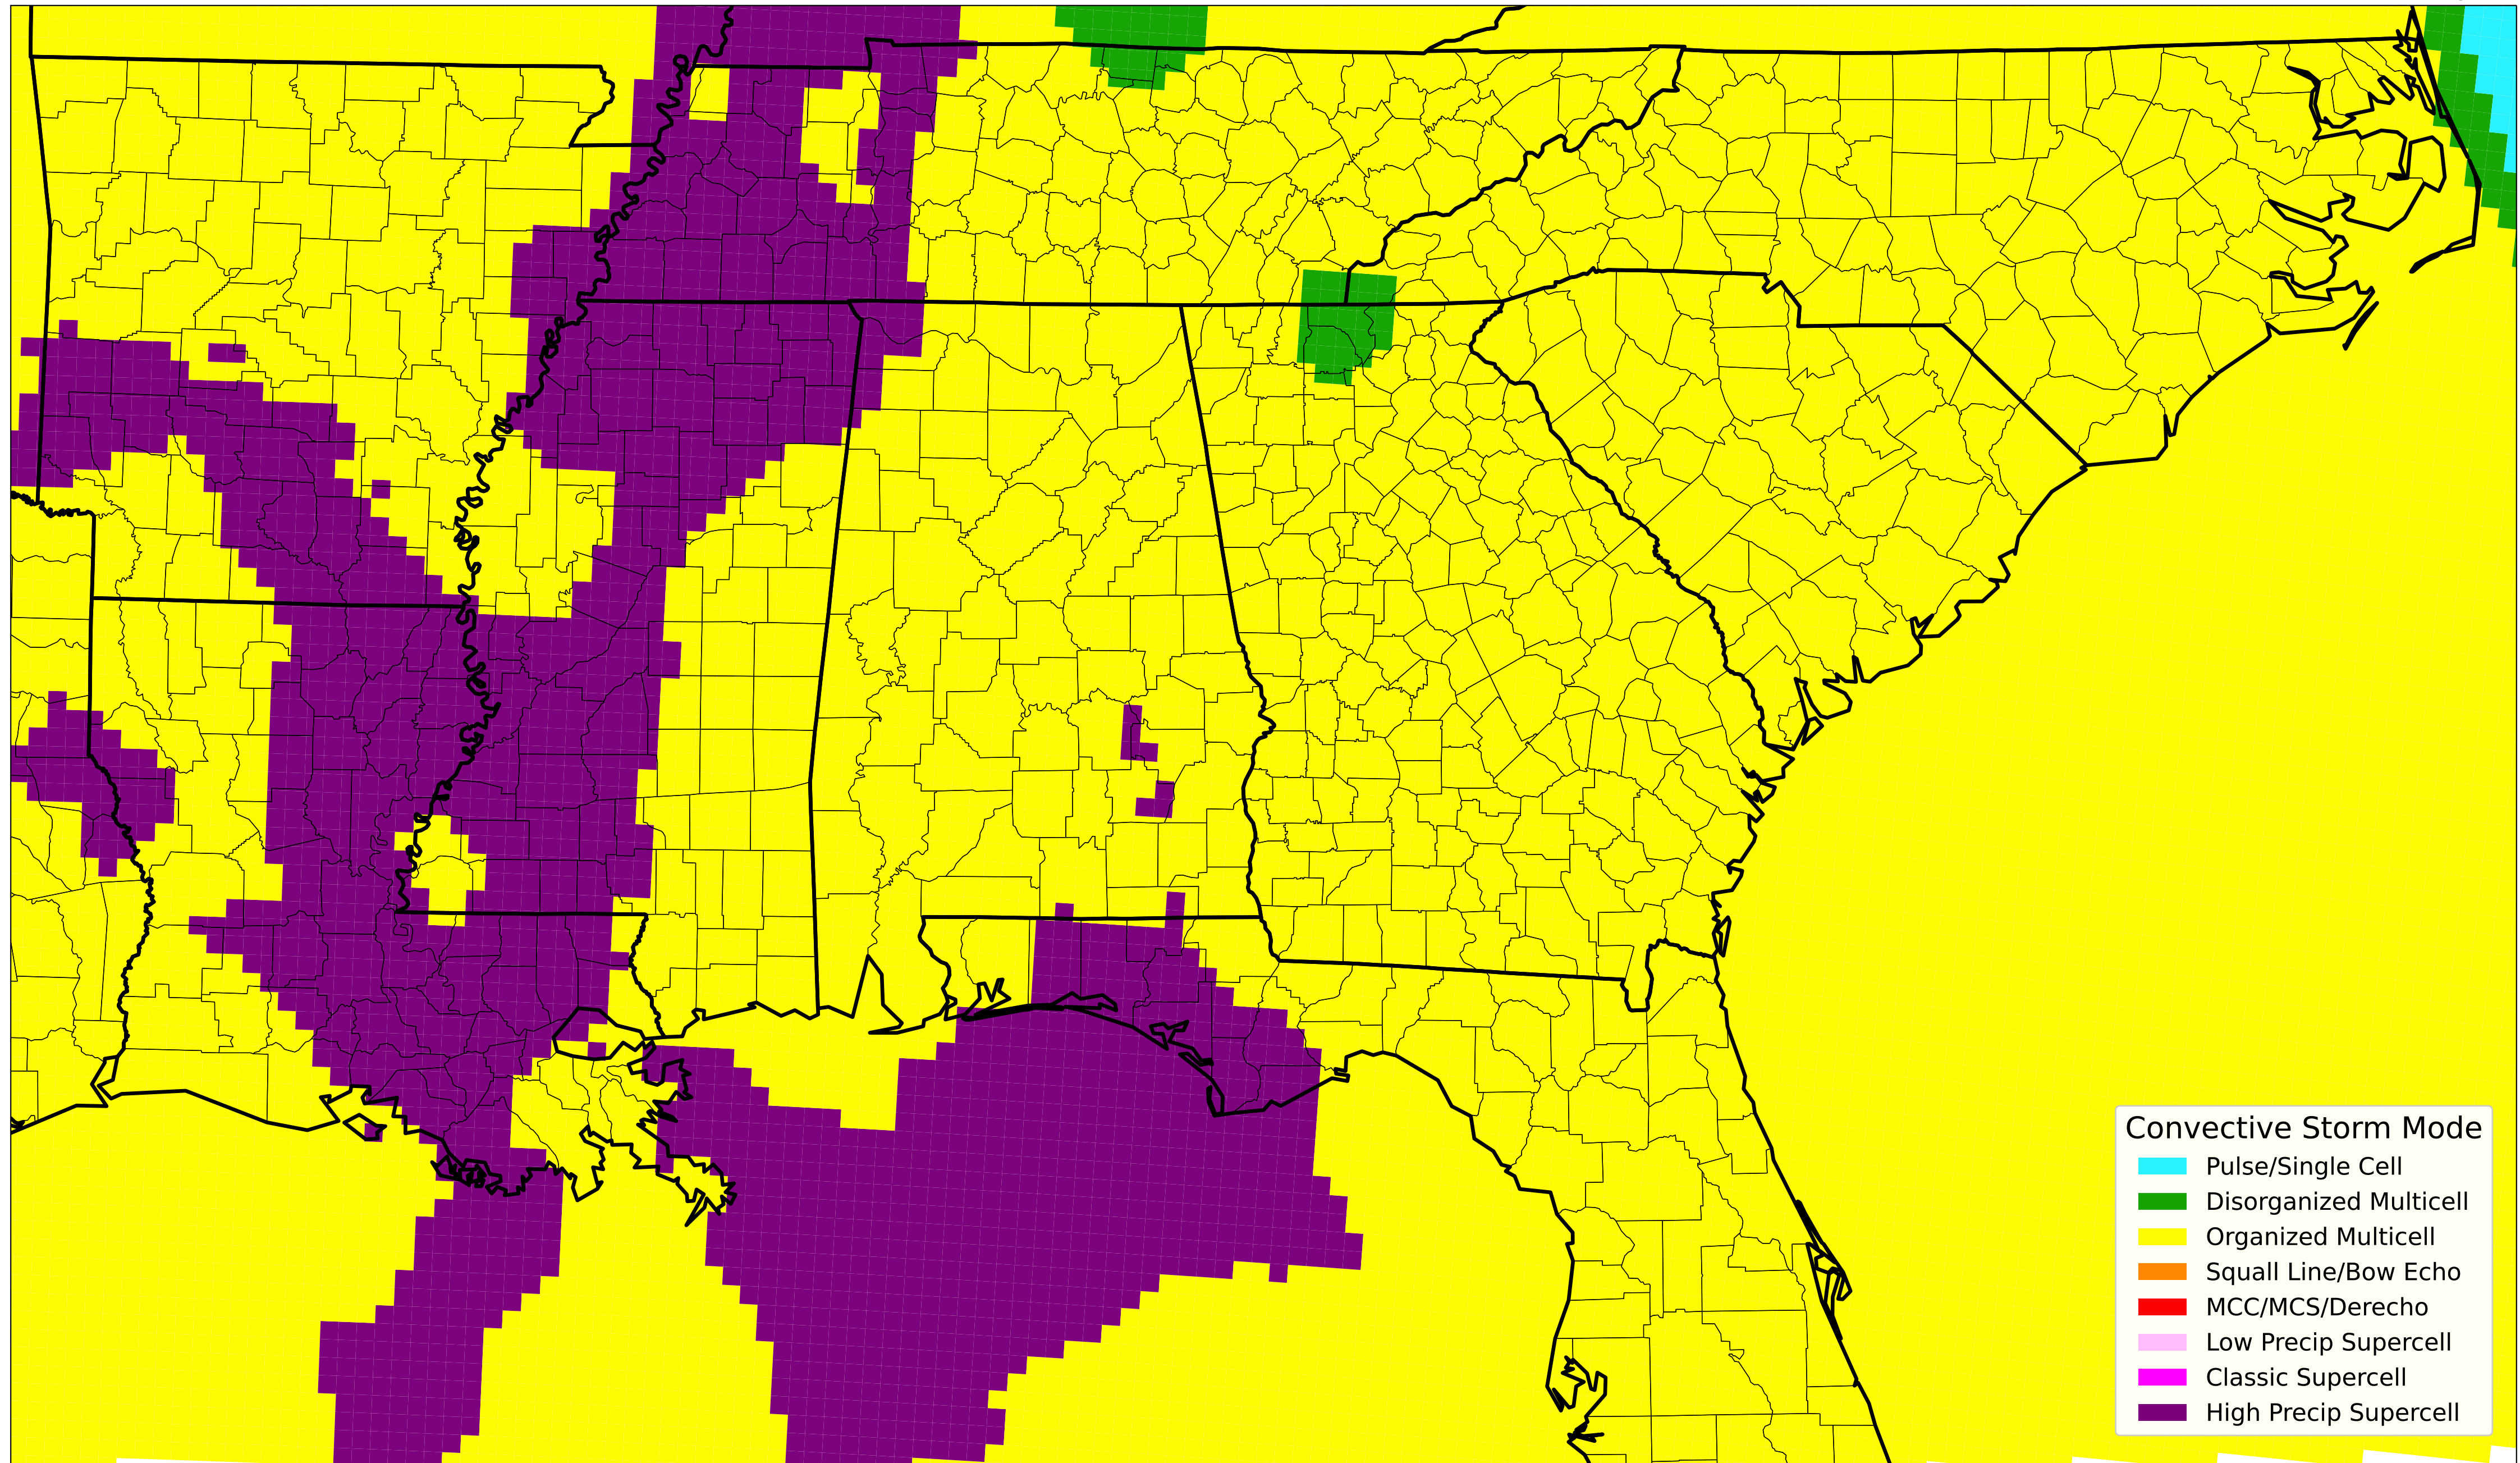 Convective Storm Mode
Pulse/Single Cell
Disorganized Multicell
Organized Multicell
Squall Line/Bow Echo
MCC/MCS/Derecho
Low Precip Supercell
Classic Supercell
High Precip Supercell